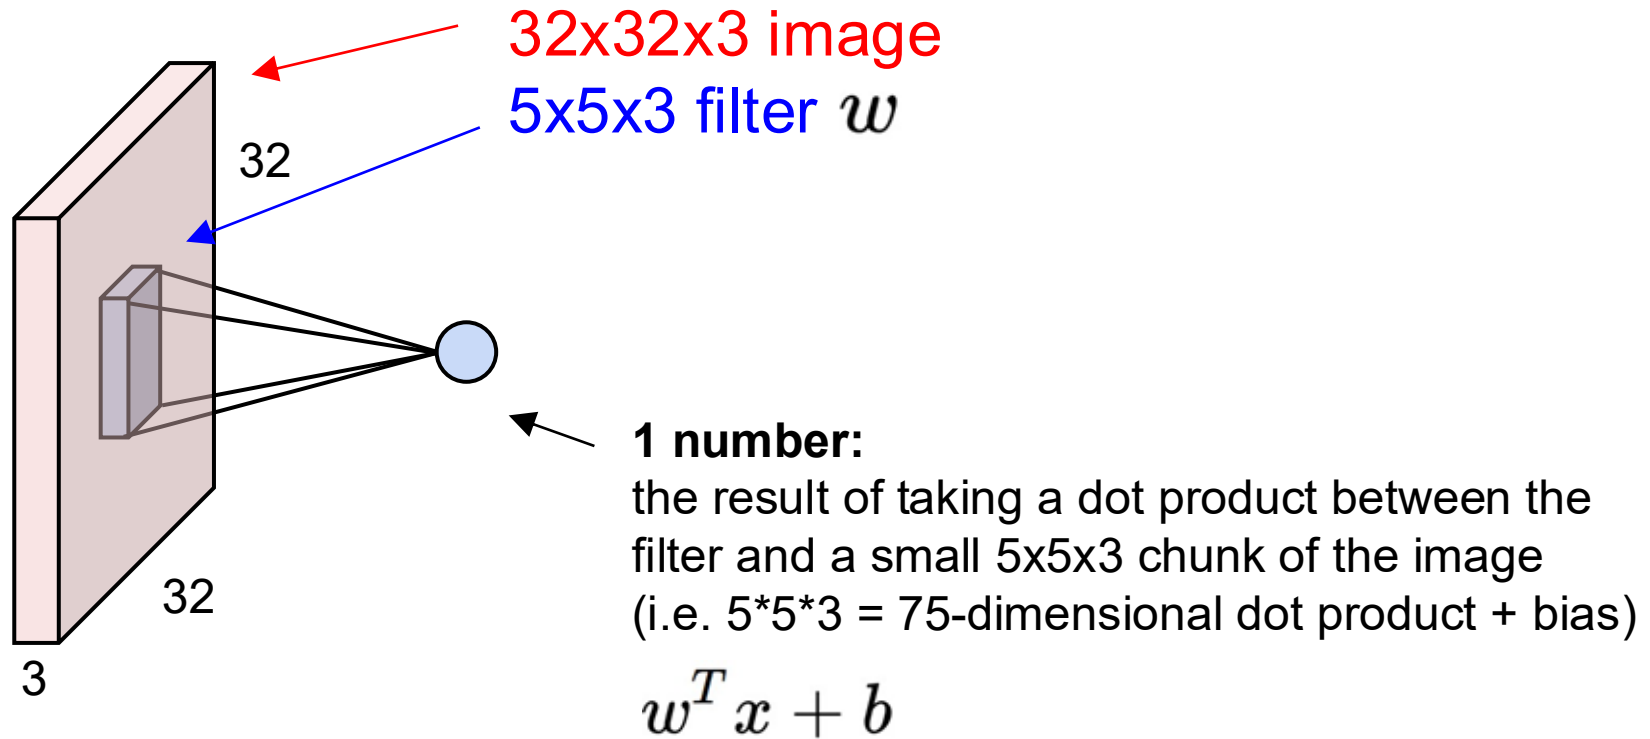 32x32x3 image
5x5x3 filter w
32
32
3
1 number:
the result of taking a dot product between the
filter and a small 5x5x3 chunk of the image
(i.e. 5*5*3 = 75-dimensional dot product + bias)
w^T x + b